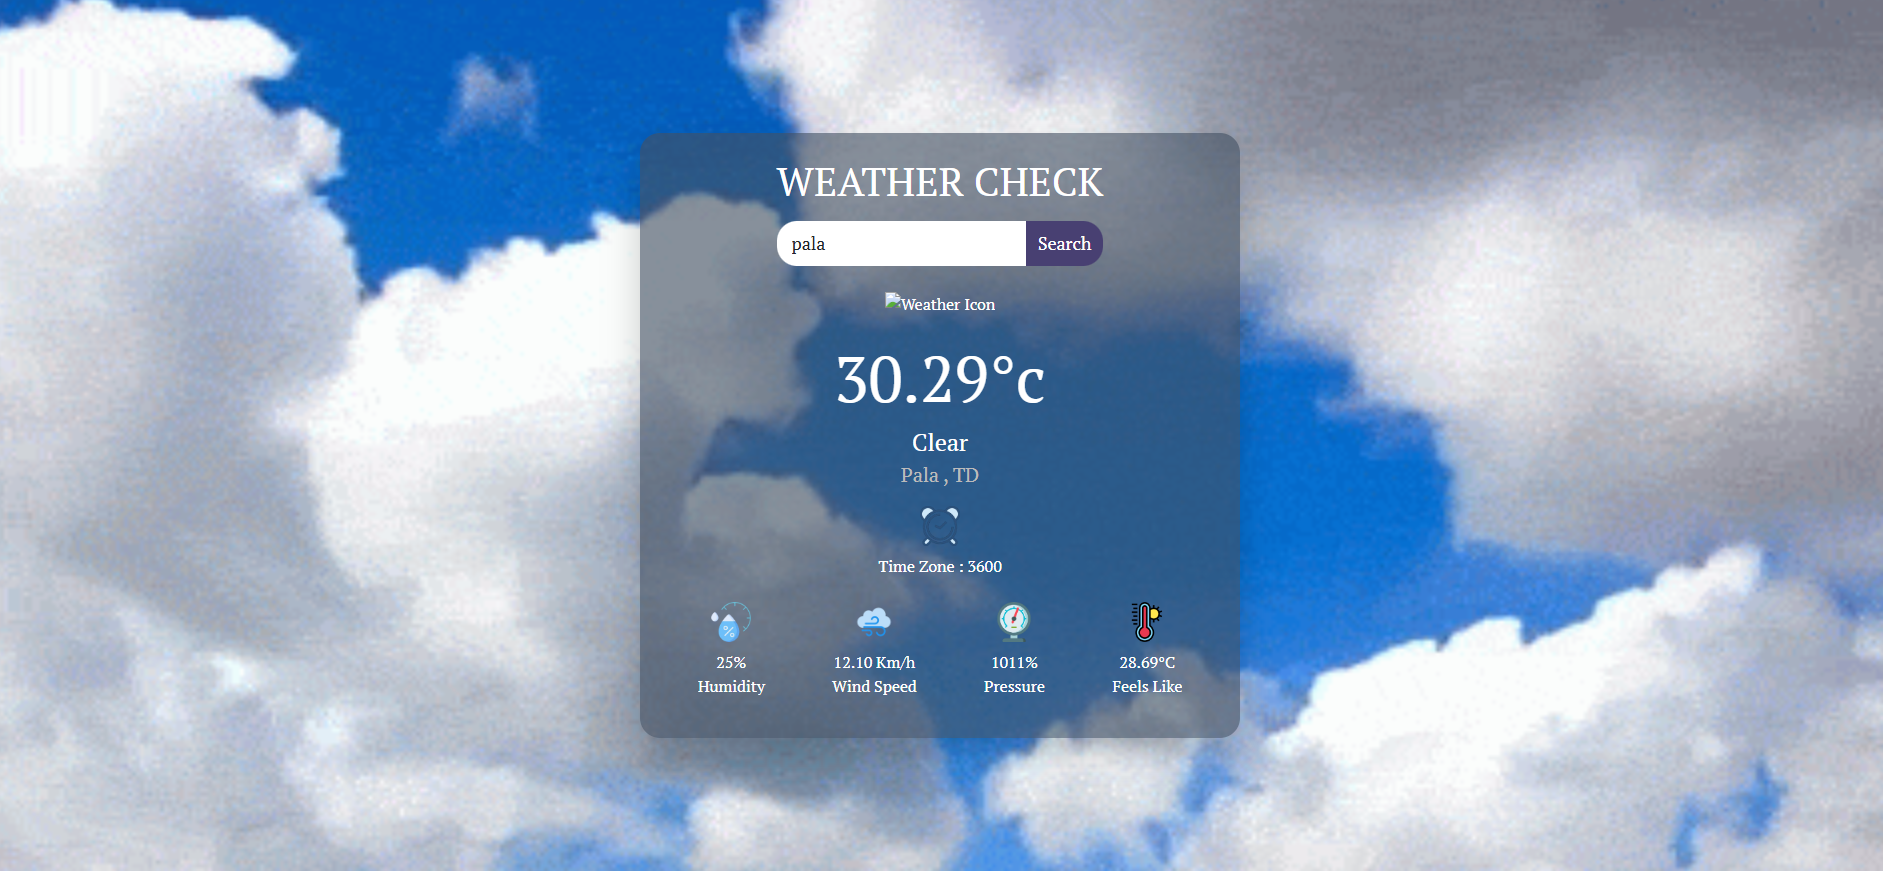 WEATHER CHECK
pala
Search
Weather Icon
30.29°c
Clear
Pala , TD
Time Zone : 3600
25% 12.10 Km/h 1011% 28.69°C
Humidity Wind Speed Pressure Feels Like